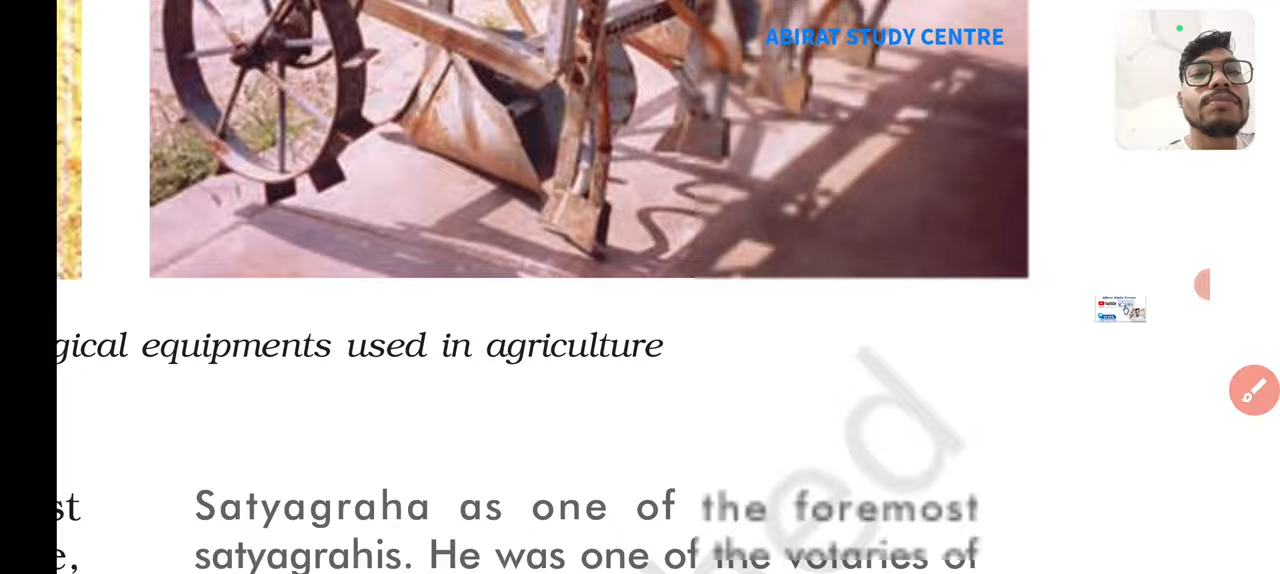 ABIRAT STUDY CENTRE
gical equipments used in agriculture
st
Satyagraha as one of the foremost
e,
satyagrahis. He was one of the votaries of
hed